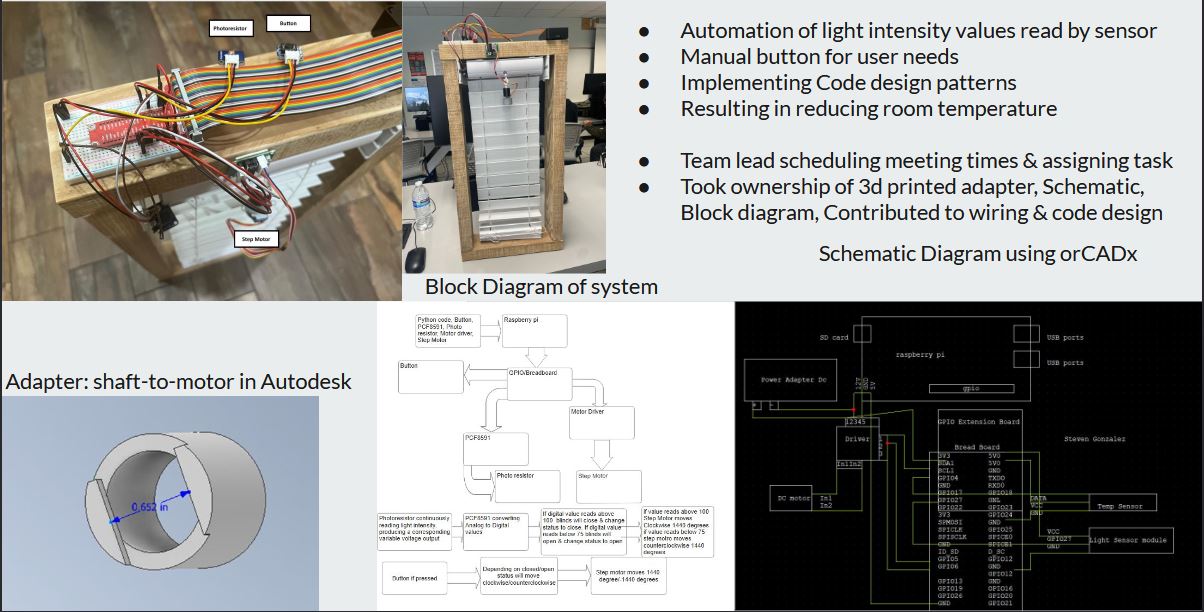 Photoresistor
Button
Step Motor
● Automation of light intensity values read by sensor
● Manual button for user needs
● Implementing Code design patterns
● Resulting in reducing room temperature
● Team lead scheduling meeting times & assigning task
● Took ownership of 3d printed adapter, Schematic,
Block diagram, Contributed to wiring & code design
Schematic Diagram using orCADx
Block Diagram of system
Adapter: shaft-to-motor in Autodesk
0.652 in
Python code, Button,
PCF8591, Photo
resistor, Motor driver,
Step Motor
Raspberry pi
Button
GPIO/Breadboard
Motor Driver
PCF8591
Photo resistor
Step Motor
Photoresistor continuously
reading light intensity,
producing a corresponding
variable voltage output
PCF8591 converting
Analog to Digital
values
If digital value reads above
100 blinds will close & change
status to close. If digital value
reads below 75 blinds will
open & change status to open
If value reads above 100
Step Motor moves
Clockwise 1440 degrees
if value reads below 75
step motro moves
counterclockwise 1440
degrees
Button if pressed
Depending on closed/open
status will move
clockwise/counterclockwise
Step motor moves 1440
degree/-1440 degrees
SD card
USB ports
raspberry pi
USB ports
Power Adapter Dc
12V
GND
5V
gpio
+ -
12345
GPIO Extension Board
Driver
Steven Gonzalez
Bread Board
In1In2
3V3 5V0
SDA1 5V0
SCL1 GND
GPIO4 TXD0
GND RXD0
GPIO17 GPIO18
GPIO27 GNL
GPIO22 GPIO23
3V3 GPIO24
SPMOSI GND
SPICLK GPIO25
SPISCLK SPICE0
GND SPICE1
ID_SD D_SC
GPIO5 GPIO12
GPIO6 GND
GPIO12
GPIO13 GND
GPIO19 GPIO16
GPIO26 GPIO20
GND GPIO21
DC motor
In1
In2
DATA
VCC
GND
Temp Sensor
VCC
GPIO27
GND
Light Sensor module